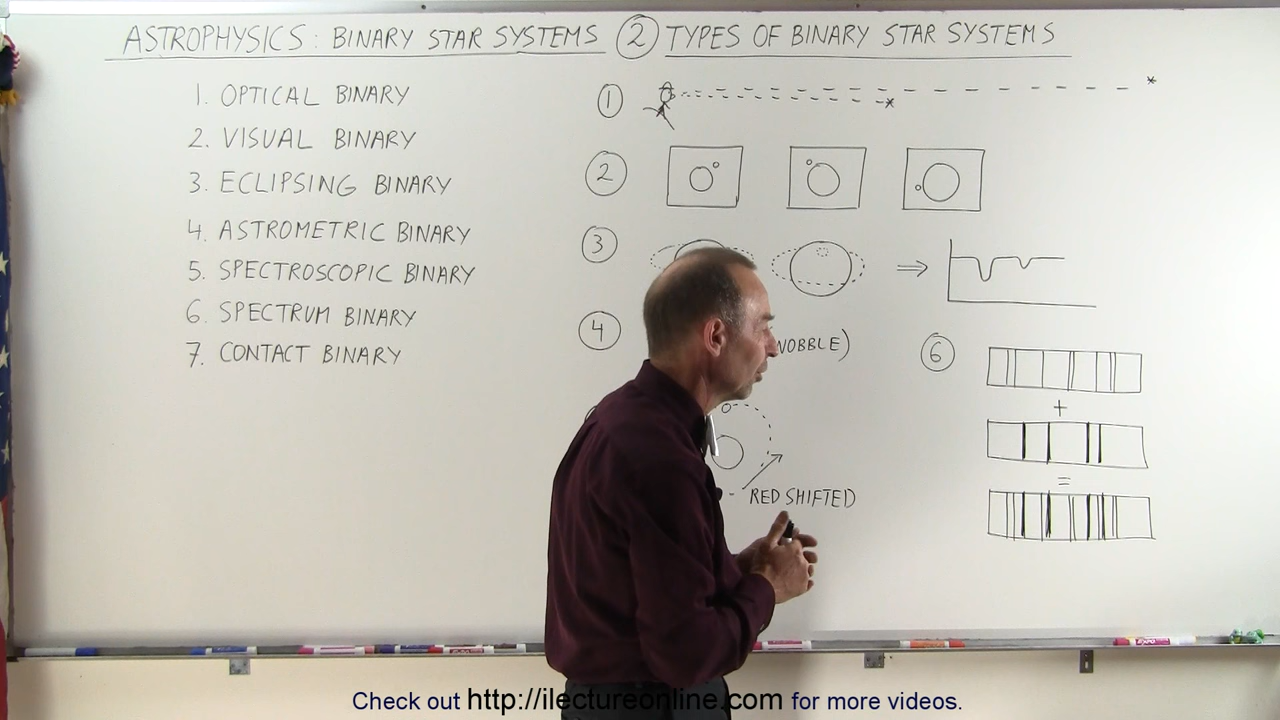 ASTROPHYSICS: BINARY STAR SYSTEMS ② TYPES OF BINARY STAR SYSTEMS
1. OPTICAL BINARY
2. VISUAL BINARY
3. ECLIPSING BINARY
4. ASTROMETRIC BINARY
5. SPECTROSCOPIC BINARY
6. SPECTRUM BINARY
7. CONTACT BINARY
①
②
③
④
⑥
+
=
RED SHIFTED
Check out http://ilectureonline.com for more videos.